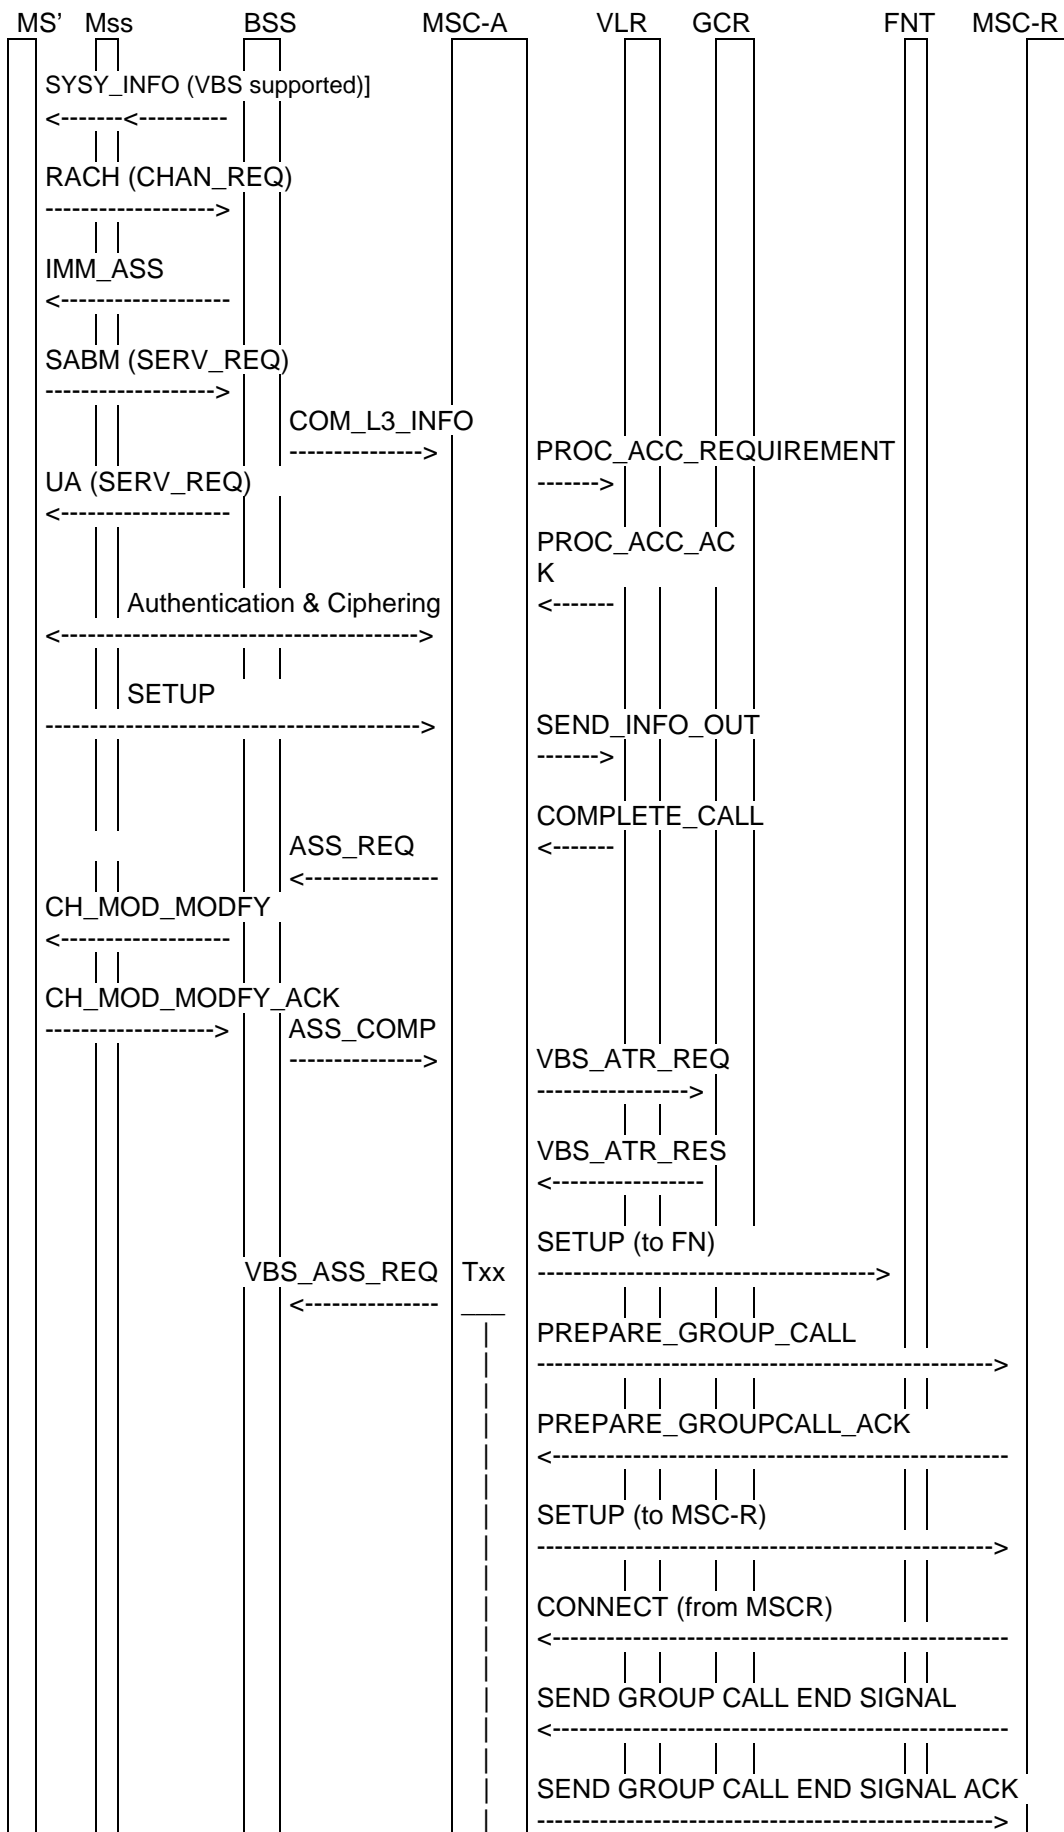 MS’ Mss BSS MSC-A VLR GCR FNT MSC-R
SYSY_INFO (VBS supported)]
<-------<----------
RACH (CHAN_REQ)
------------------->
IMM_ASS
<-------------------
SABM (SERV_REQ)
------------------->
COM_L3_INFO
--------------->
PROC_ACC_REQUIREMENT
------->
UA (SERV_REQ)
<-------------------
PROC_ACC_AC
K
<-------
Authentication & Ciphering
<---------------------------------------->
SETUP
------------------------------------------>
SEND_INFO_OUT
------->
COMPLETE_CALL
<-------
ASS_REQ
<---------------
CH_MOD_MODFY
<-------------------
CH_MOD_MODFY_ACK
------------------->
ASS_COMP
--------------->
VBS_ATR_REQ
----------------->
VBS_ATR_RES
<-----------------
SETUP (to FN)
-------------------------------------->
VBS_ASS_REQ Txx
<--------------- ___
PREPARE_GROUP_CALL
--------------------------------------------------->
PREPARE_GROUPCALL_ACK
<---------------------------------------------------
SETUP (to MSC-R)
--------------------------------------------------->
CONNECT (from MSCR)
<---------------------------------------------------
SEND GROUP CALL END SIGNAL
<---------------------------------------------------
SEND GROUP CALL END SIGNAL ACK
--------------------------------------------------->